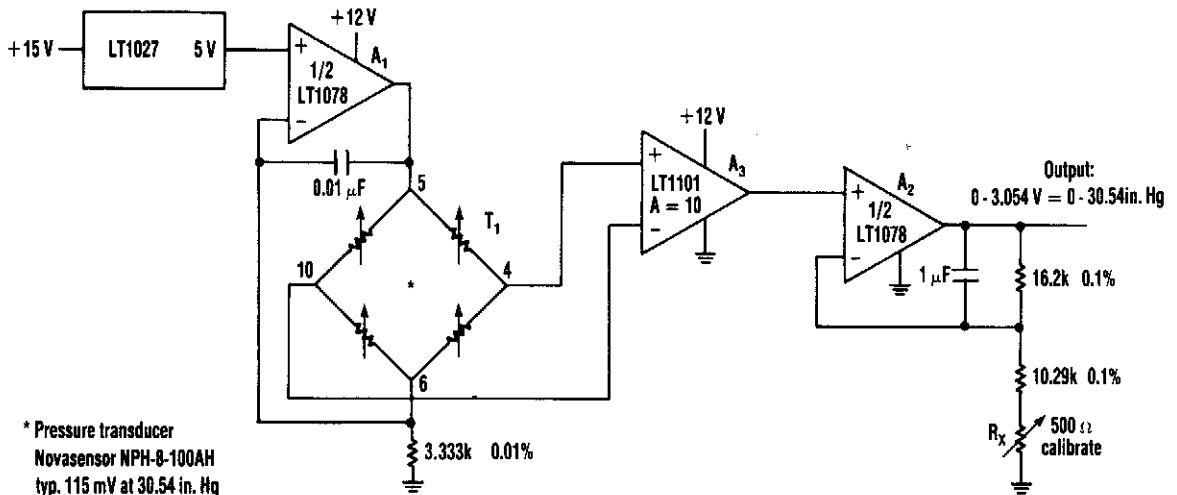 +15 V
LT1027 5 V
+12 V
A1
+
1/2
LT1078
−
0.01 μF
5
T1
10
4
*
6
3.333k 0.01%
+12 V
A3
+
LT1101
A = 10
−
A2
+
1/2
LT1078
−
1 μF
Output:
0 - 3.054 V = 0 - 30.54in. Hg
16.2k 0.1%
10.29k 0.1%
RX
500 Ω
calibrate
* Pressure transducer
Novasensor NPH-8-100AH
typ. 115 mV at 30.54 in. Hg